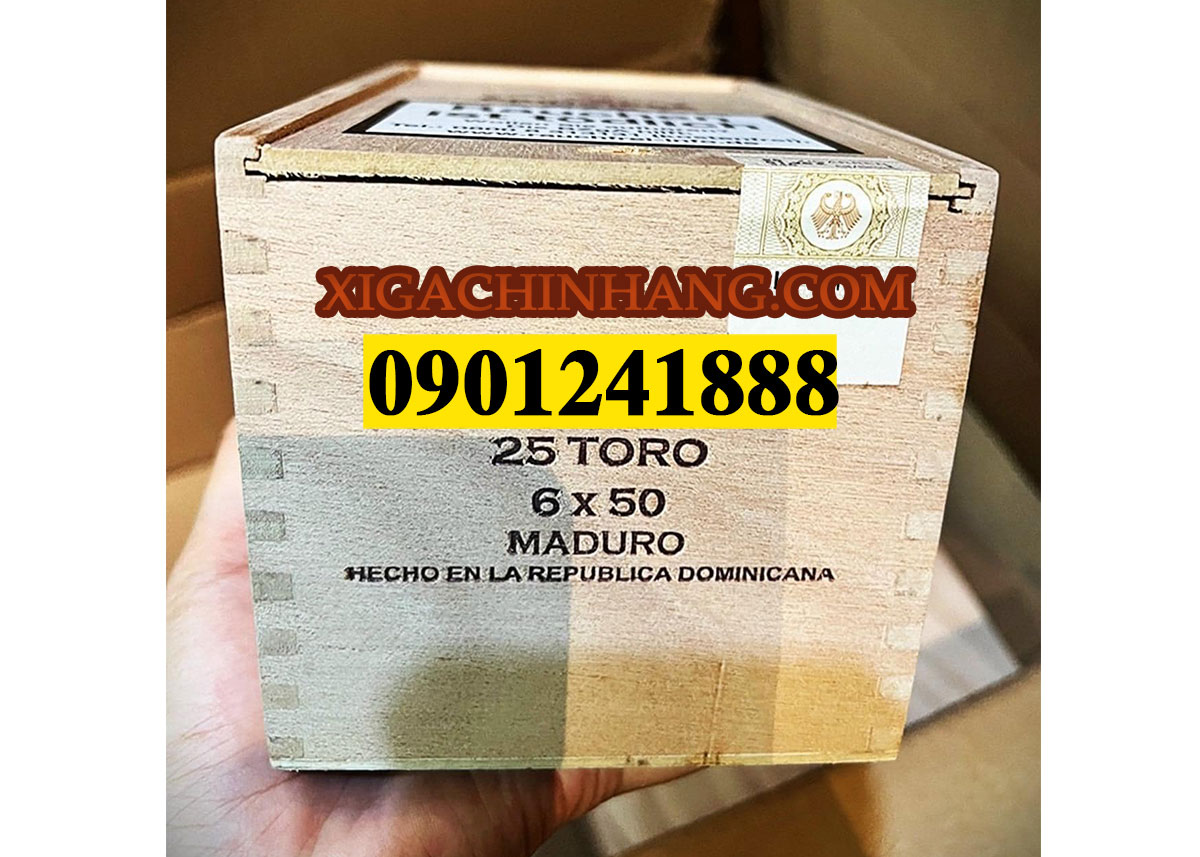 XIGACHINHANG.COM
0901241888
25 TORO
6 x 50
MADURO
HECHO EN LA REPUBLICA DOMINICANA